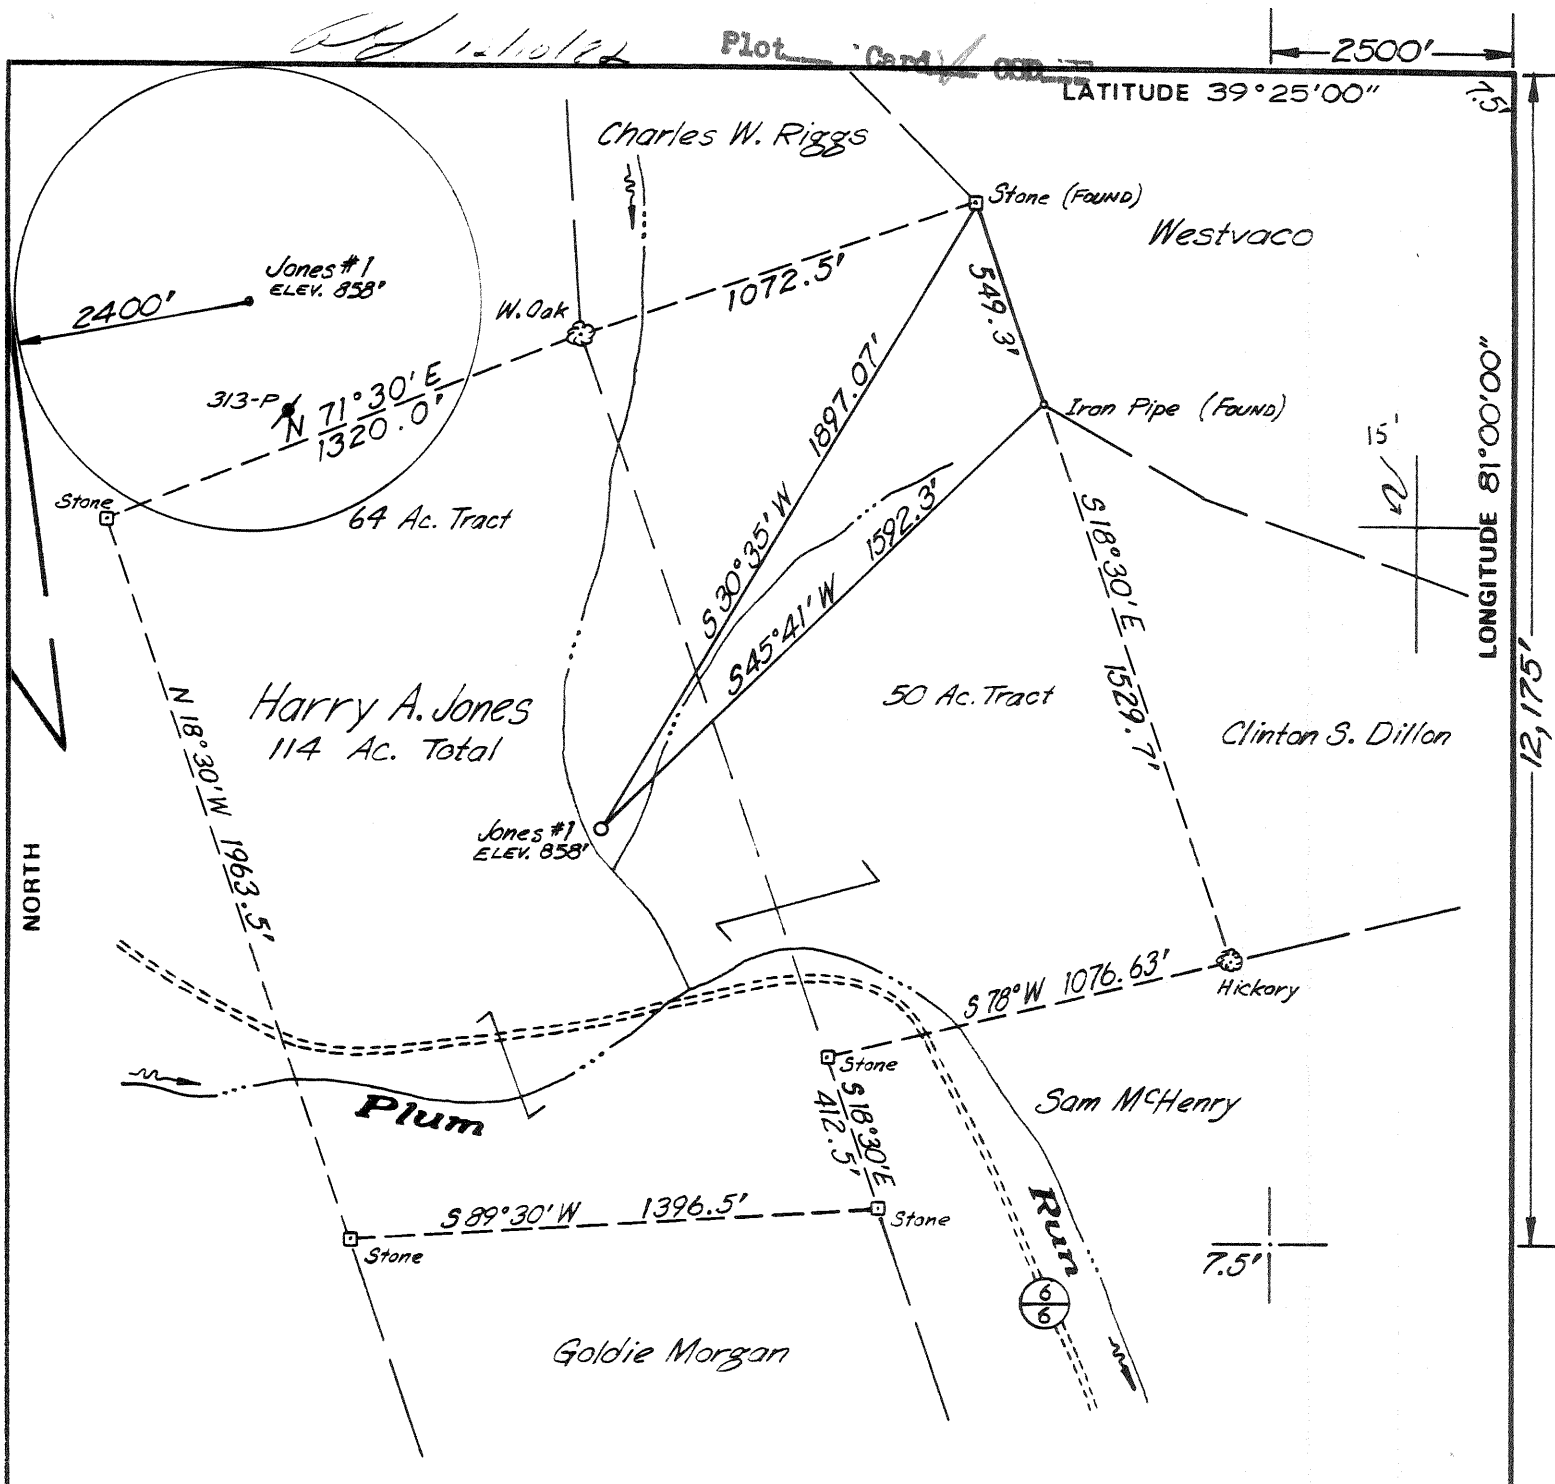 12/10/82
Plot Card
2500'
LATITUDE 39°25'00"
7.5'
Charles W. Riggs
Stone (FOUND)
Westvaco
Jones #1
ELEV. 858'
2400'
W. Oak
1072.5'
549.3'
313-P
N 71°30' E
1320.0'
1897.07'
Iron Pipe (FOUND)
15'
LONGITUDE 81°00'00"
Stone
64 Ac. Tract
S 30°35' W
1592.3'
S 45°41' W
S 18°30' E
1529.7'
50 Ac. Tract
Harry A. Jones
114 Ac. Total
N 18°30' W 1963.5'
Clinton S. Dillon
12,175'
Jones #1
ELEV. 858'
NORTH
S 78° W 1076.63'
Hickory
Stone
S 18°30' E
412.5'
Sam McHenry
Plum
Run
S 89°30' W 1396.5'
Stone
Stone
7.5'
6
6
Goldie Morgan